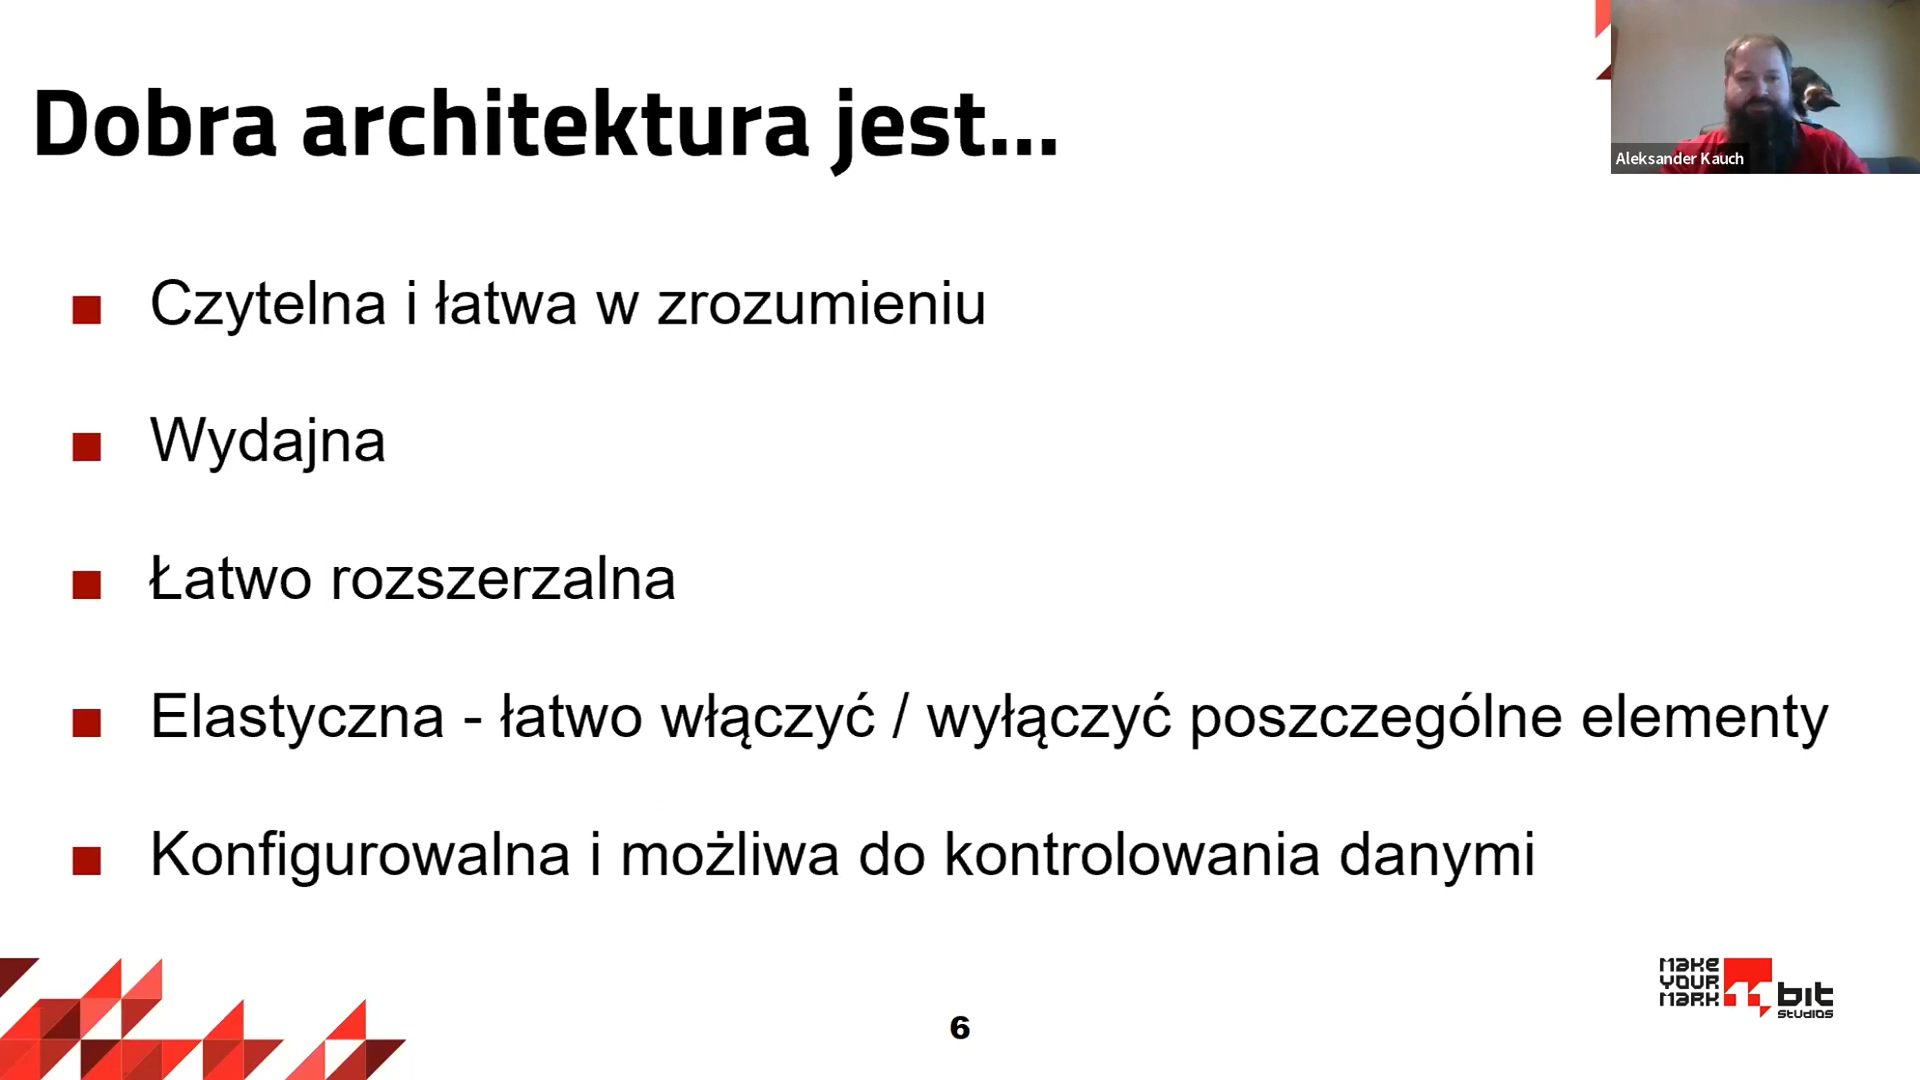 Dobra architektura jest...
Aleksander Kauch
Czytelna i łatwa w zrozumieniu
Wydajna
Łatwo rozszerzalna
Elastyczna - łatwo włączyć / wyłączyć poszczególne elementy
Konfigurowalna i możliwa do kontrolowania danymi
MAKE
YOUR
MARK
11 bit
STUDIOS
6